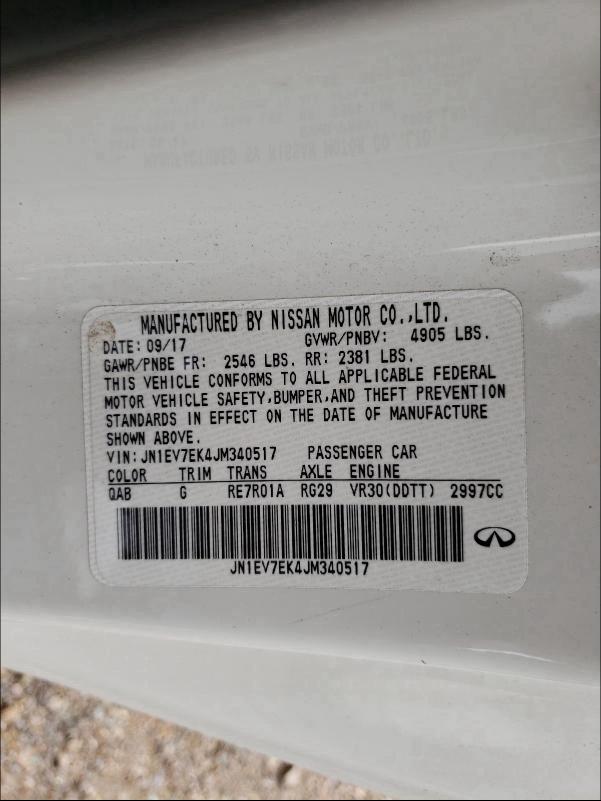 MANUFACTURED BY NISSAN MOTOR CO.,LTD.
DATE: 09/17 GVWR/PNBV: 4905 LBS.
GAWR/PNBE FR: 2546 LBS. RR: 2381 LBS.
THIS VEHICLE CONFORMS TO ALL APPLICABLE FEDERAL
MOTOR VEHICLE SAFETY,BUMPER,AND THEFT PREVENTION
STANDARDS IN EFFECT ON THE DATE OF MANUFACTURE
SHOWN ABOVE.
VIN: JN1EV7EK4JM340517 PASSENGER CAR
COLOR TRIM TRANS AXLE ENGINE
QAB G RE7R01A RG29 VR30(DDTT) 2997CC
JN1EV7EK4JM340517